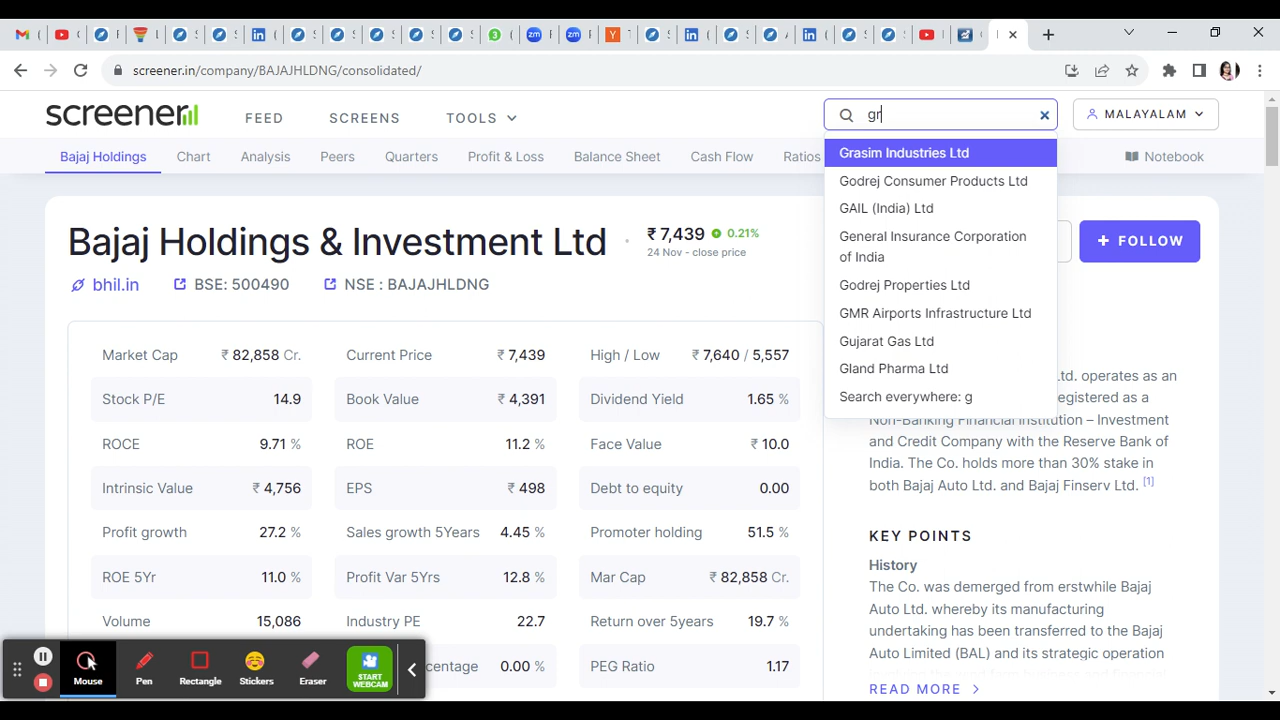 screener.in/company/BAJAJHLDNG/consolidated/
screener
FEED
SCREENS
TOOLS
gr
MALAYALAM
Bajaj Holdings
Chart
Analysis
Peers
Quarters
Profit & Loss
Balance Sheet
Cash Flow
Ratios
Notebook
Grasim Industries Ltd
Godrej Consumer Products Ltd
GAIL (India) Ltd
General Insurance Corporation
of India
Godrej Properties Ltd
GMR Airports Infrastructure Ltd
Gujarat Gas Ltd
Gland Pharma Ltd
Search everywhere: g
Bajaj Holdings & Investment Ltd
₹ 7,439 0.21%
24 Nov - close price
+ FOLLOW
bhil.in
BSE: 500490
NSE : BAJAJHLDNG
Market Cap ₹ 82,858 Cr.
Current Price ₹ 7,439
High / Low ₹ 7,640 / 5,557
Stock P/E 14.9
Book Value ₹ 4,391
Dividend Yield 1.65 %
ROCE 9.71 %
ROE 11.2 %
Face Value ₹ 10.0
Intrinsic Value ₹ 4,756
EPS ₹ 498
Debt to equity 0.00
Profit growth 27.2 %
Sales growth 5Years 4.45 %
Promoter holding 51.5 %
ROE 5Yr 11.0 %
Profit Var 5Yrs 12.8 %
Mar Cap ₹ 82,858 Cr.
Volume 15,086
Industry PE 22.7
Return over 5years 19.7 %
centage 0.00 %
PEG Ratio 1.17
td. operates as an
egistered as a
Non-Banking Financial Institution – Investment
and Credit Company with the Reserve Bank of
India. The Co. holds more than 30% stake in
both Bajaj Auto Ltd. and Bajaj Finserv Ltd. [1]
KEY POINTS
History
The Co. was demerged from erstwhile Bajaj
Auto Ltd. whereby its manufacturing
undertaking has been transferred to the Bajaj
Auto Limited (BAL) and its strategic operation
READ MORE
Mouse
Pen
Rectangle
Stickers
Eraser
START
WEBCAM